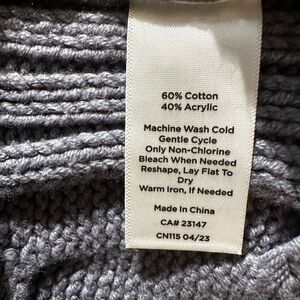 60% Cotton
40% Acrylic
Machine Wash Cold
Gentle Cycle
Only Non-Chlorine
Bleach When Needed
Reshape, Lay Flat To
Dry
Warm Iron, If Needed
Made In China
CA# 23147
CN115 04/23